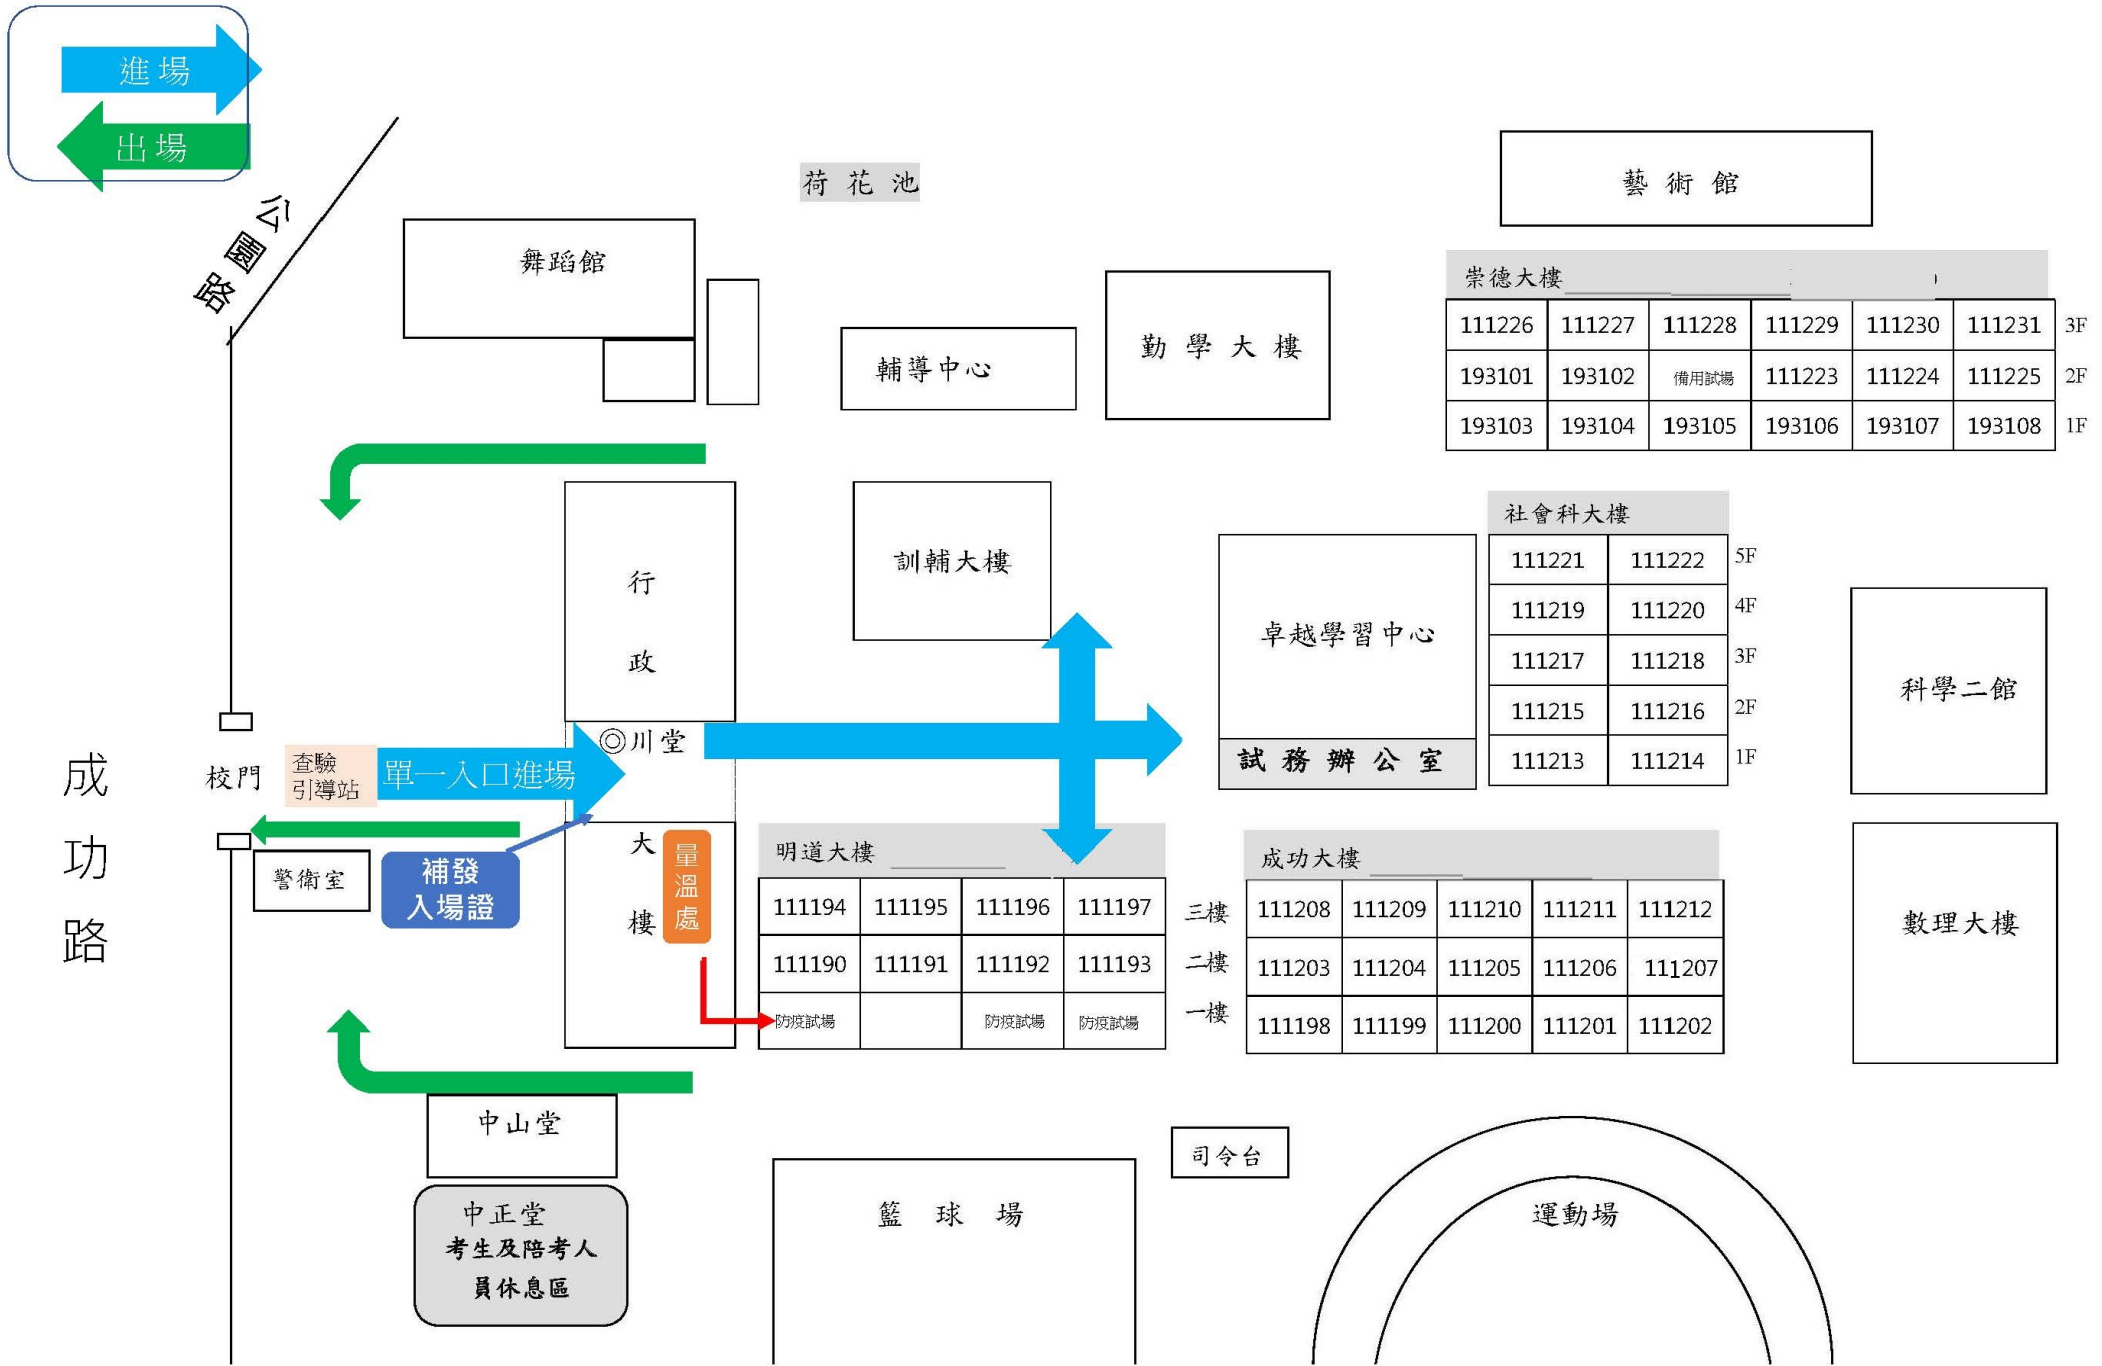 進場
出場
公園路
荷花池
藝術館
舞蹈館
崇德大樓
111226 111227 111228 111229 111230 111231 3F
193101 193102 備用試場 111223 111224 111225 2F
193103 193104 193105 193106 193107 193108 1F
勤學大樓
輔導中心
社會科大樓
111221 111222 5F
111219 111220 4F
111217 111218 3F
111215 111216 2F
111213 111214 1F
訓輔大樓
行政
大樓
卓越學習中心
試務辦公室
科學二館
◎川堂
成功路
校門
查驗
引導站
單一入口進場
警衛室
補發
入場證
量溫處
明道大樓
111194 111195 111196 111197 三樓
111190 111191 111192 111193 二樓
防疫試場 防疫試場 防疫試場 一樓
成功大樓
111208 111209 111210 111211 111212
111203 111204 111205 111206 111207
111198 111199 111200 111201 111202
數理大樓
中山堂
中正堂
考生及陪考人
員休息區
籃球場
司令台
運動場